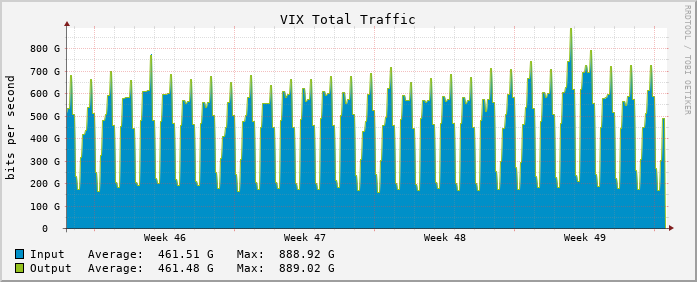 VIX Total Traffic
RRDTOOL / TOBI OETIKER
bits per second
800 G
700 G
600 G
500 G
400 G
300 G
200 G
100 G
0
Week 46 Week 47 Week 48 Week 49
Input Average: 461.51 G Max: 888.92 G
Output Average: 461.48 G Max: 889.02 G